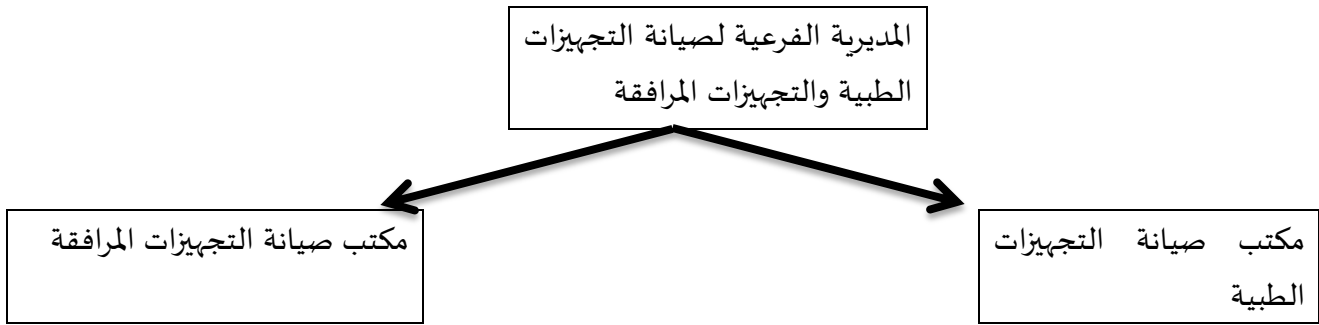 المديرية الفرعية لصيانة التجهيزات
الطبية والتجهيزات المرافقة
مكتب صيانة التجهيزات
الطبية
مكتب صيانة التجهيزات المرافقة